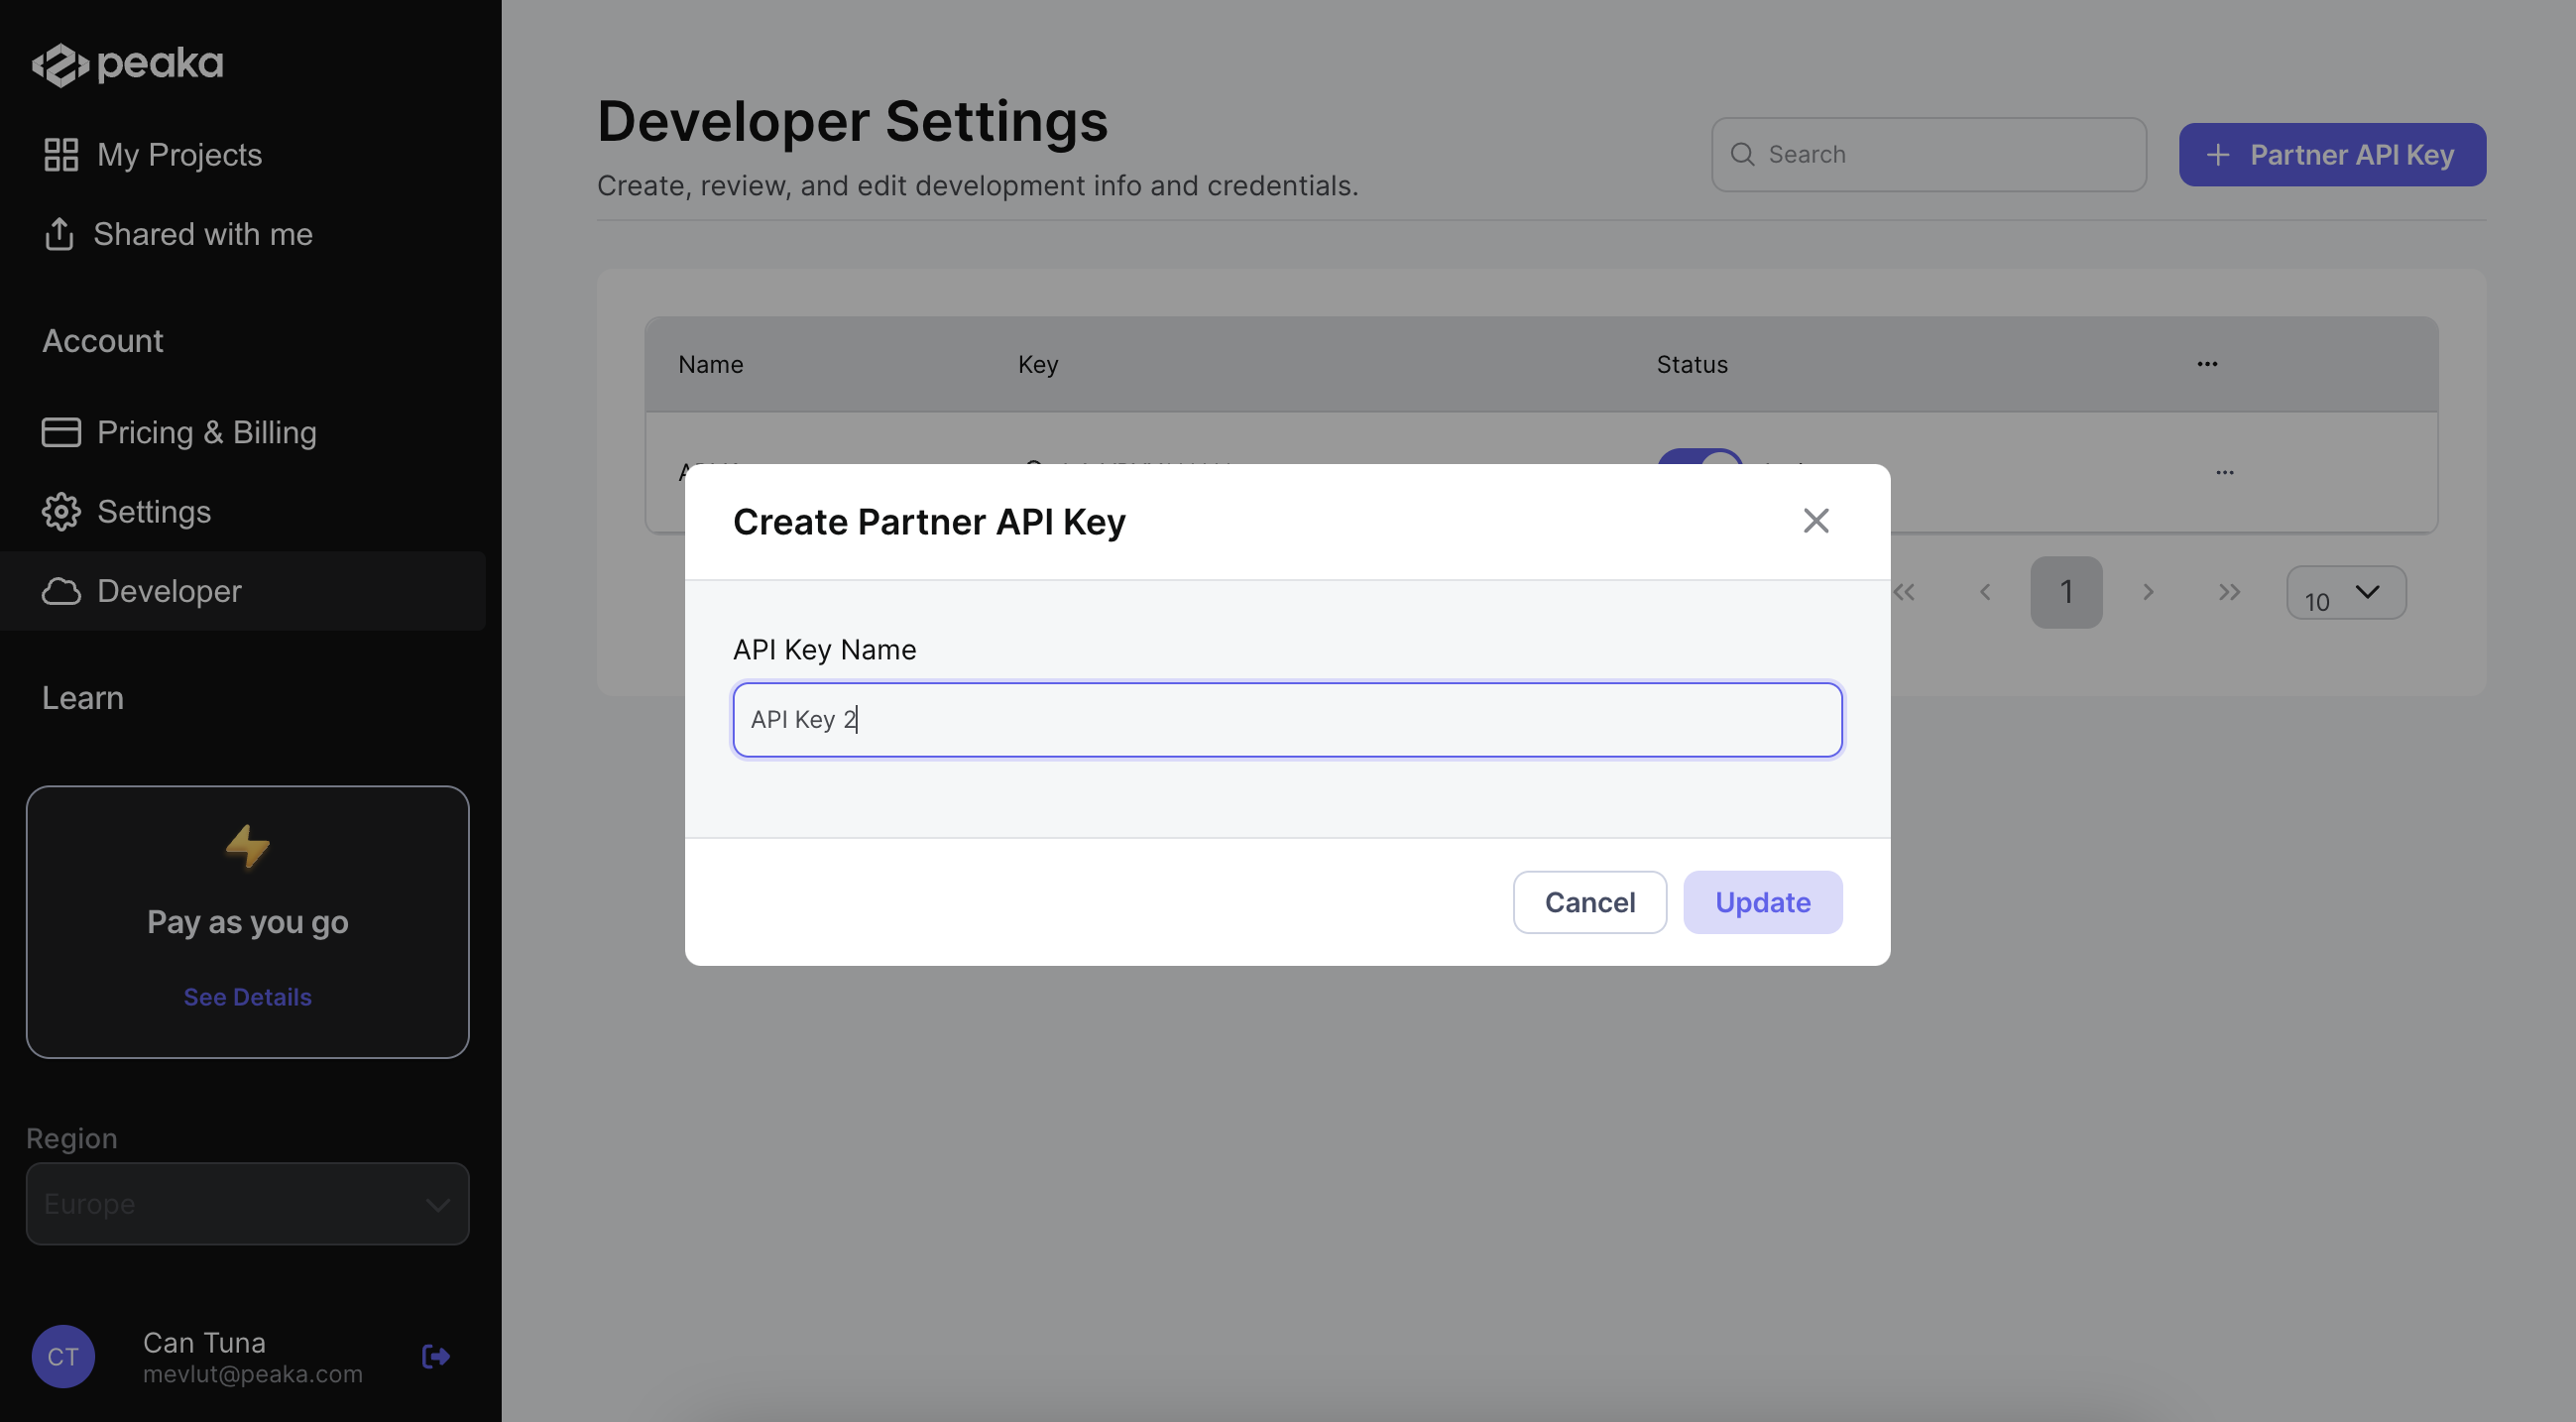 peaka
My Projects
Shared with me
Account
Pricing & Billing
Settings
Developer
Learn
Pay as you go
See Details
Region
Europe
CT
Can Tuna
mevlut@peaka.com
Developer Settings
Create, review, and edit development info and credentials.
Search
+ Partner API Key
Name Key Status ...
...
1
10
Create Partner API Key
API Key Name
API Key 2
Cancel Update